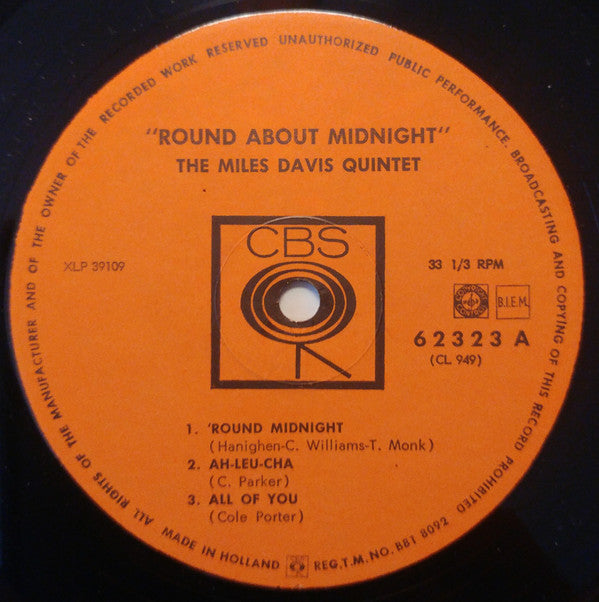 ALL RIGHTS OF THE MANUFACTURER AND OF THE OWNER OF THE RECORDED WORK RESERVED UNAUTHORIZED PUBLIC PERFORMANCE. BROADCASTING AND COPYING OF THIS RECORD PROHIBITED
"ROUND ABOUT MIDNIGHT"
THE MILES DAVIS QUINTET
CBS
XLP 39109
33 1/3 RPM
B.I.E.M.
62323 A
(CL 949)
1. 'ROUND MIDNIGHT
(Hanighen-C. Williams-T. Monk)
2. AH-LEU-CHA
(C. Parker)
3. ALL OF YOU
(Cole Porter)
MADE IN HOLLAND REG.T.M.NO.BBT 8092